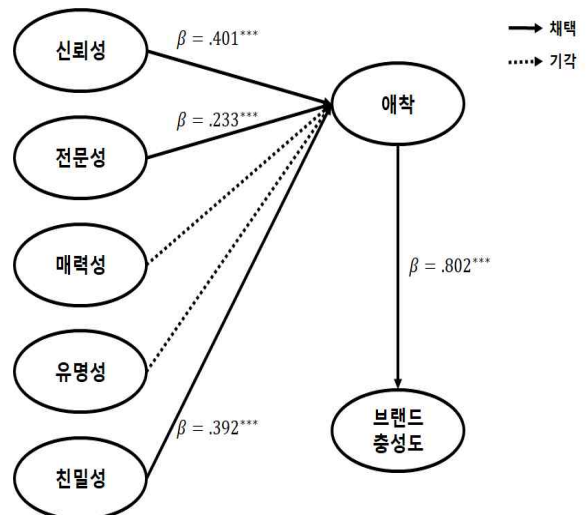 신뢰성
β = .401***
채택
기각
애착
전문성
β = .233***
매력성
β = .802***
유명성
브랜드
충성도
β = .392***
친밀성